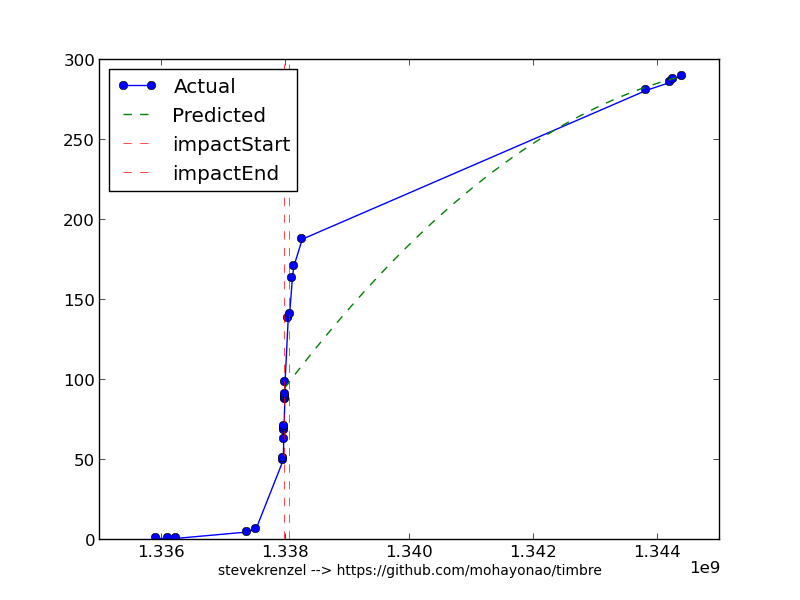 300
250
200
150
100
50
0
Actual
Predicted
impactStart
impactEnd
1.336 1.338 1.340 1.342 1.344
1e9
stevekrenzel --> https://github.com/mohayonao/timbre